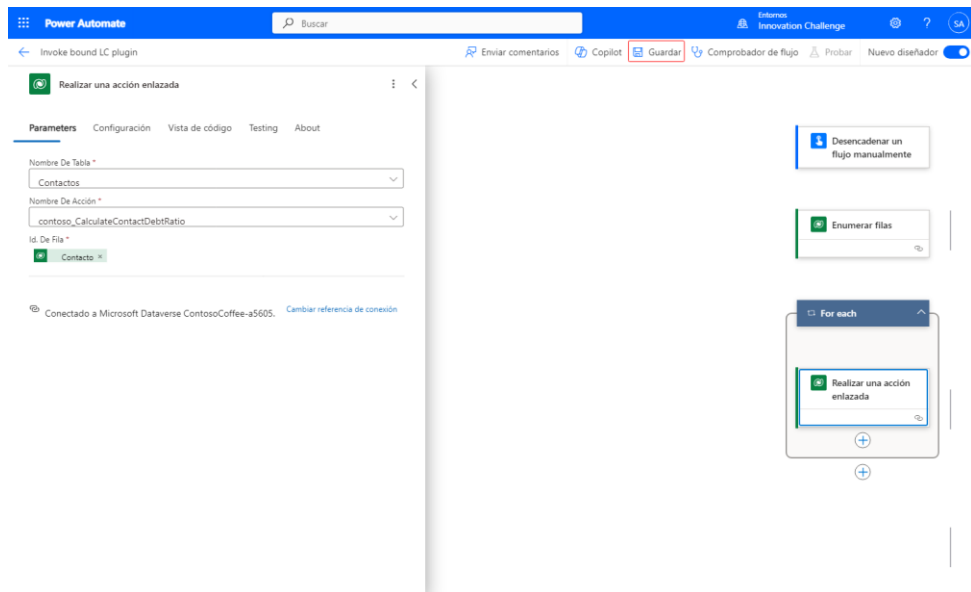 Power Automate
Buscar
Entornos
Innovation Challenge
?
SA
Invoke bound LC plugin
Enviar comentarios
Copilot
Guardar
Comprobador de flujo
Probar
Nuevo diseñador
Realizar una acción enlazada
Parameters
Configuración
Vista de código
Testing
About
Nombre De Tabla *
Contactos
Nombre De Acción *
contoso_CalculateContactDebtRatio
Id. De Fila *
Contacto ×
Conectado a Microsoft Dataverse ContosoCoffee-a5605.
Cambiar referencia de conexión
Desencadenar un
flujo manualmente
Enumerar filas
For each
Realizar una acción
enlazada